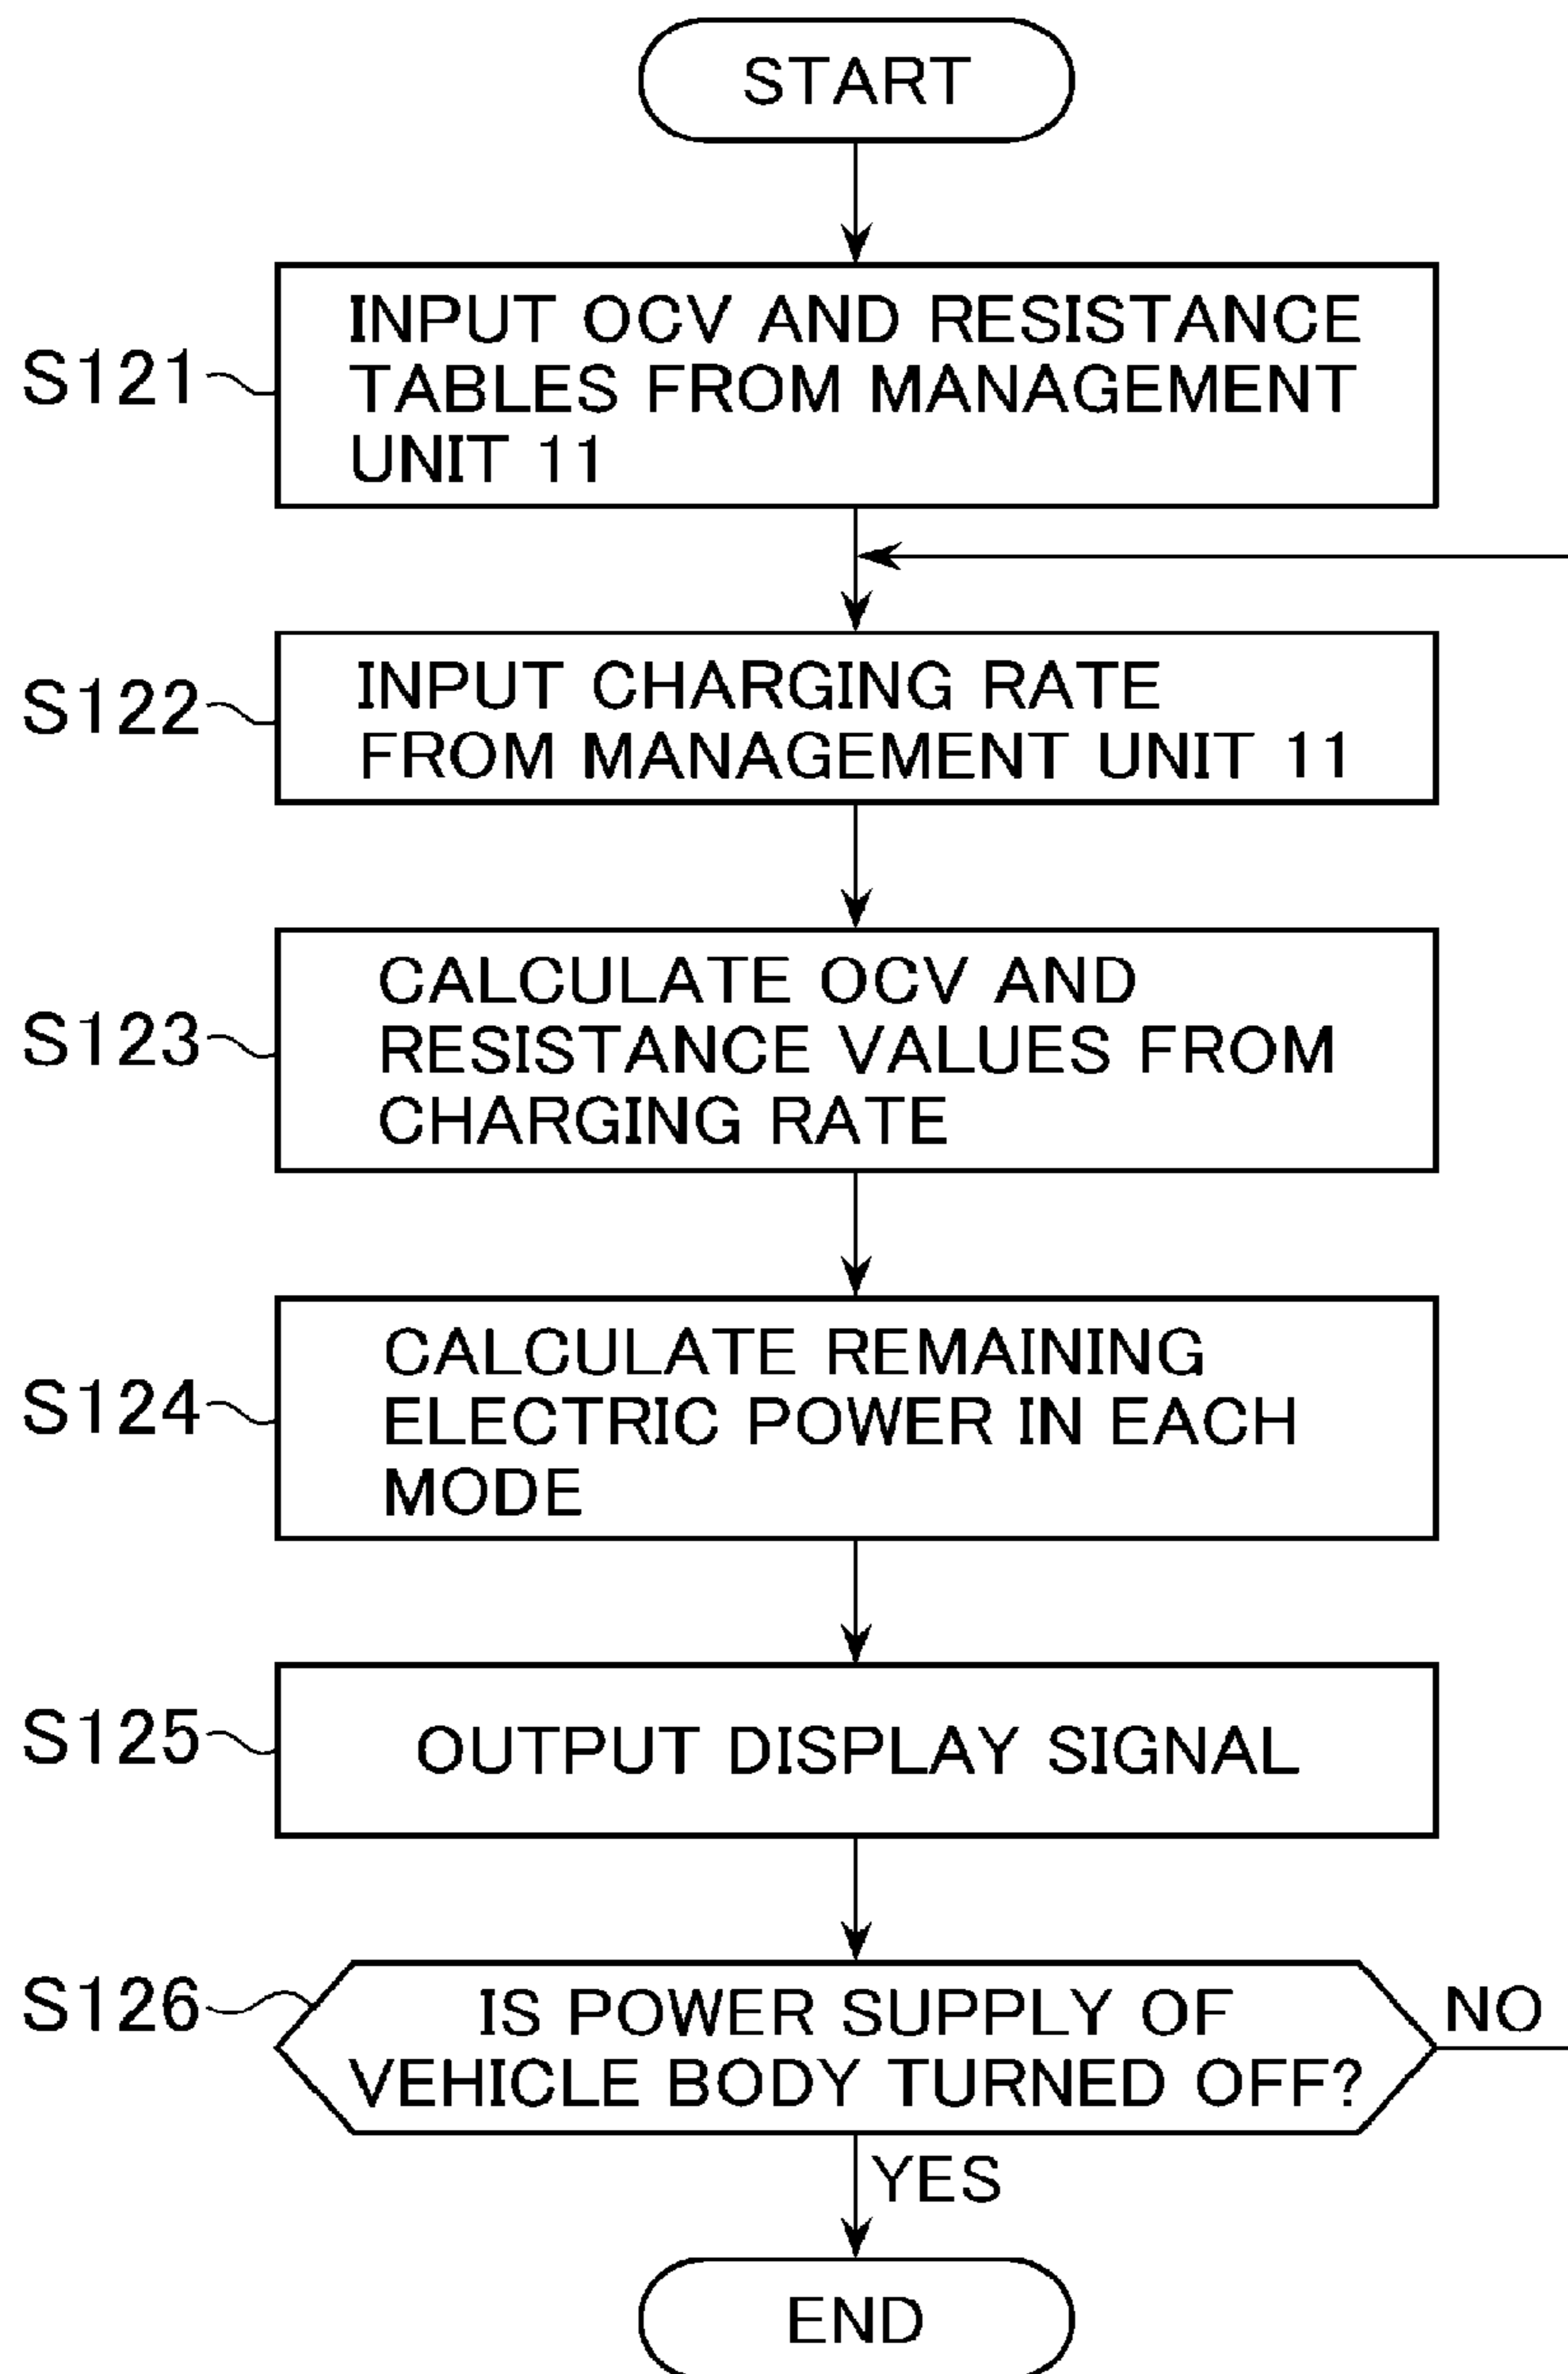 START
S121
INPUT OCV AND RESISTANCE
TABLES FROM MANAGEMENT
UNIT 11
S122
INPUT CHARGING RATE
FROM MANAGEMENT UNIT 11
S123
CALCULATE OCV AND
RESISTANCE VALUES FROM
CHARGING RATE
S124
CALCULATE REMAINING
ELECTRIC POWER IN EACH
MODE
S125
OUTPUT DISPLAY SIGNAL
S126
IS POWER SUPPLY OF
VEHICLE BODY TURNED OFF?
NO
YES
END